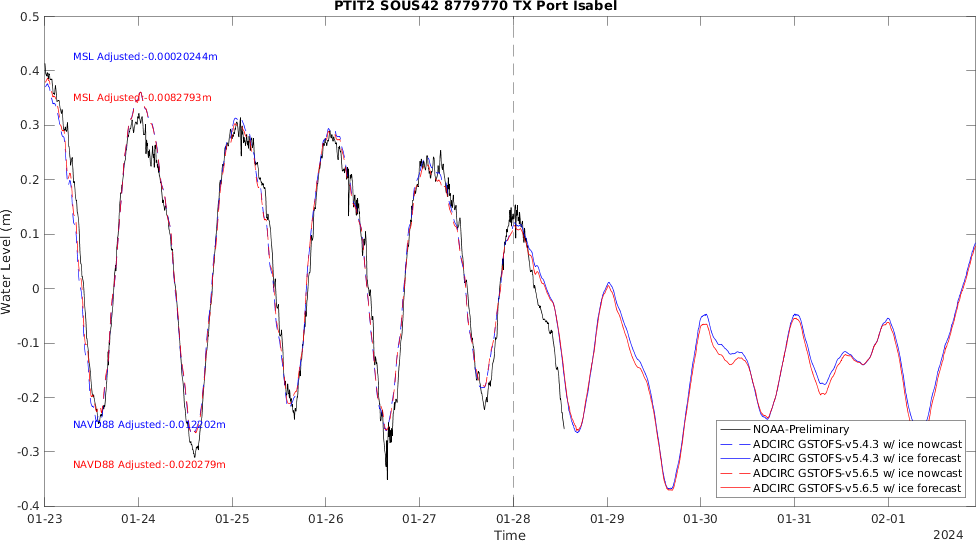 PTIT2 SOUS42 8779770 TX Port Isabel
0.5
0.4
0.3
0.2
0.1
0
-0.1
-0.2
-0.3
-0.4
Water Level (m)
MSL Adjusted:-0.00020244m
MSL Adjusted:-0.0082793m
NAVD88 Adjusted:-0.012202m
NAVD88 Adjusted:-0.020279m
NOAA-Preliminary
ADCIRC GSTOFS-v5.4.3 w/ ice nowcast
ADCIRC GSTOFS-v5.4.3 w/ ice forecast
ADCIRC GSTOFS-v5.6.5 w/ ice nowcast
ADCIRC GSTOFS-v5.6.5 w/ ice forecast
01-23 01-24 01-25 01-26 01-27 01-28 01-29 01-30 01-31 02-01
Time
2024